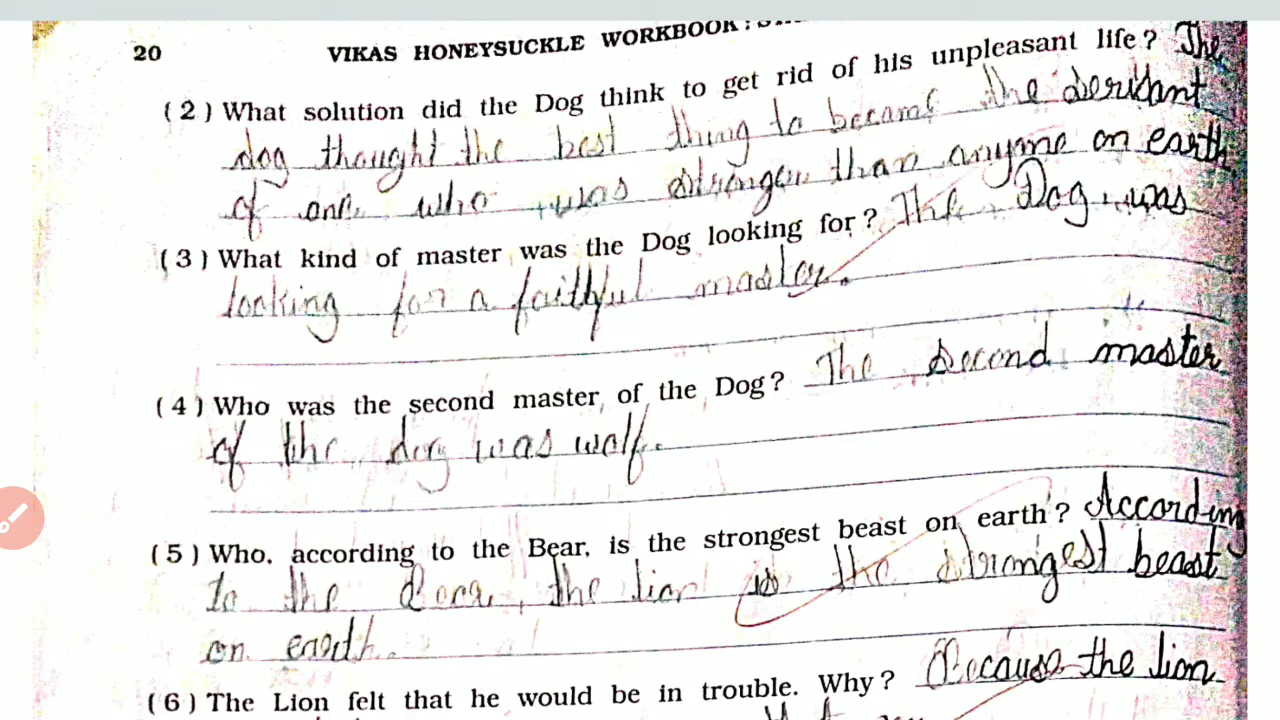 20 VIKAS HONEYSUCKLE WORKBOOK :
(2) What solution did the Dog think to get rid of his unpleasant life? The
dog thought the best thing to became the servant
of one who was stronger than anyone on earth.
(3) What kind of master was the Dog looking for? The Dog was
looking for a faithful master.
(4) Who was the second master of the Dog? The second master
of the dog was wolf.
(5) Who, according to the Bear, is the strongest beast on earth? According
to the Bear, the lion is the strongest beast
on earth.
(6) The Lion felt that he would be in trouble. Why? Because the lion